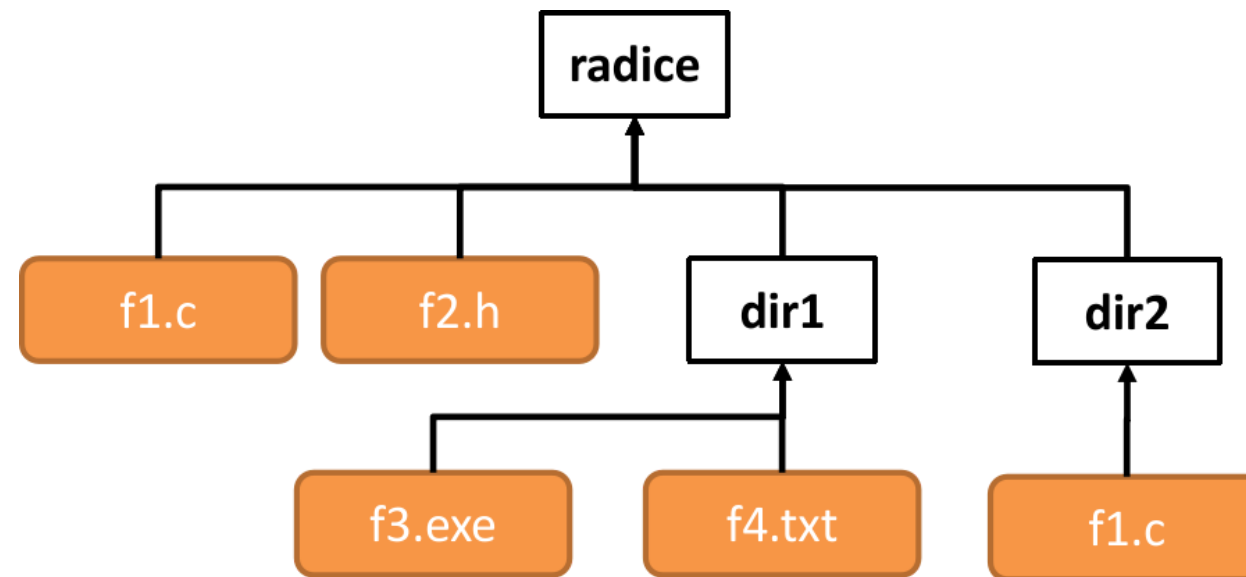 radice
f1.c
f2.h
dir1
dir2
f3.exe
f4.txt
f1.c